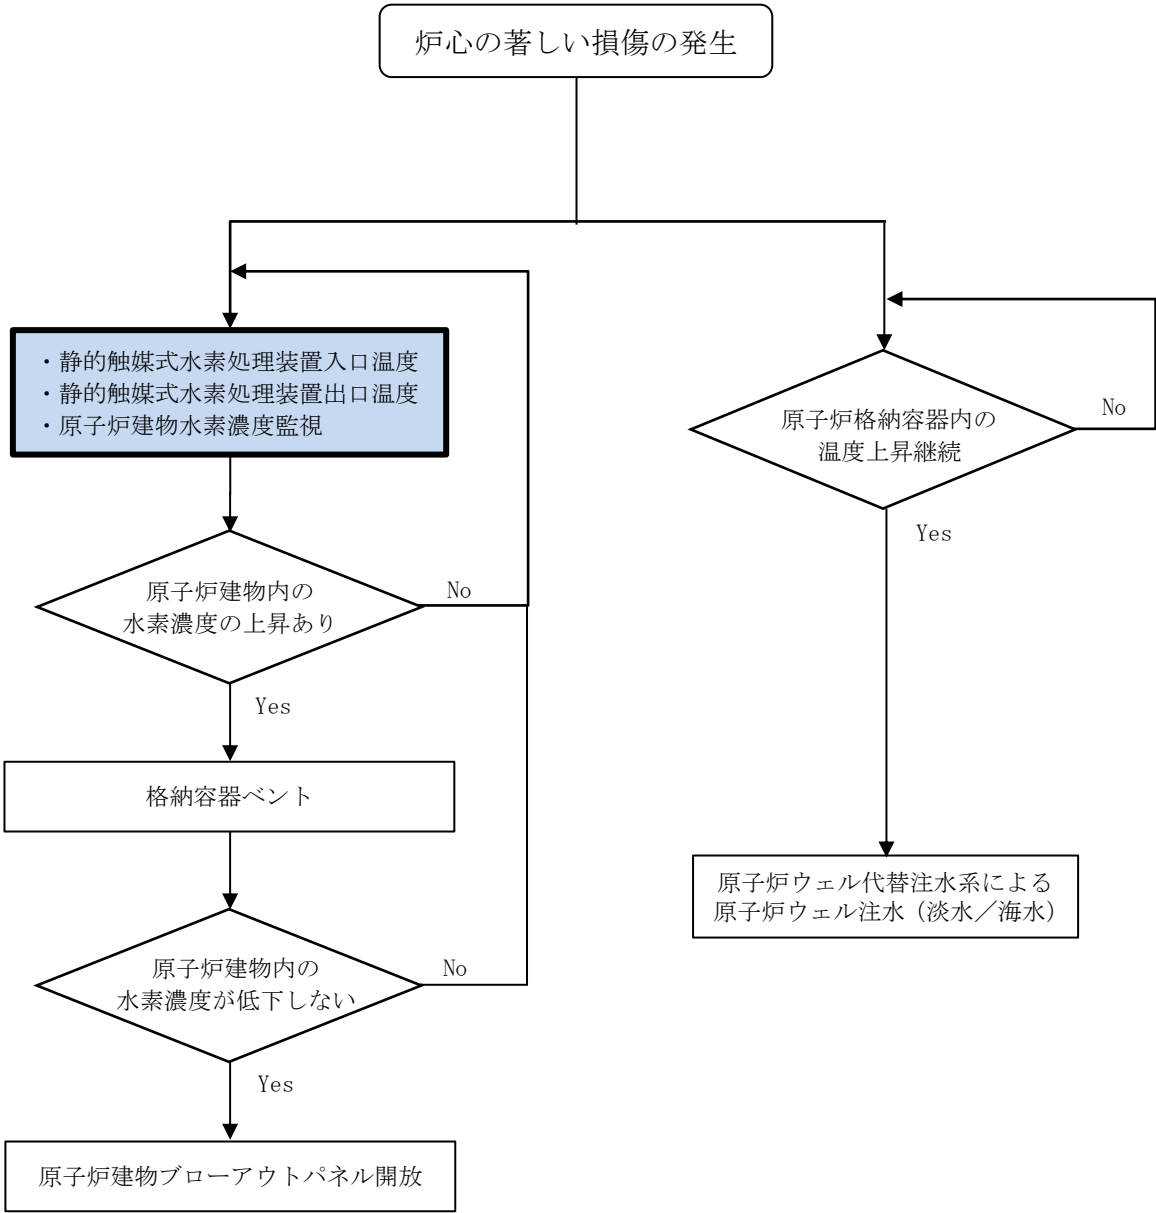 炉心の著しい損傷の発生
・静的触媒式水素処理装置入口温度
・静的触媒式水素処理装置出口温度
・原子炉建物水素濃度監視
原子炉建物内の
水素濃度の上昇あり
No
Yes
格納容器ベント
原子炉建物内の
水素濃度が低下しない
No
Yes
原子炉建物ブローアウトパネル開放
原子炉格納容器内の
温度上昇継続
No
Yes
原子炉ウェル代替注水系による
原子炉ウェル注水（淡水／海水）